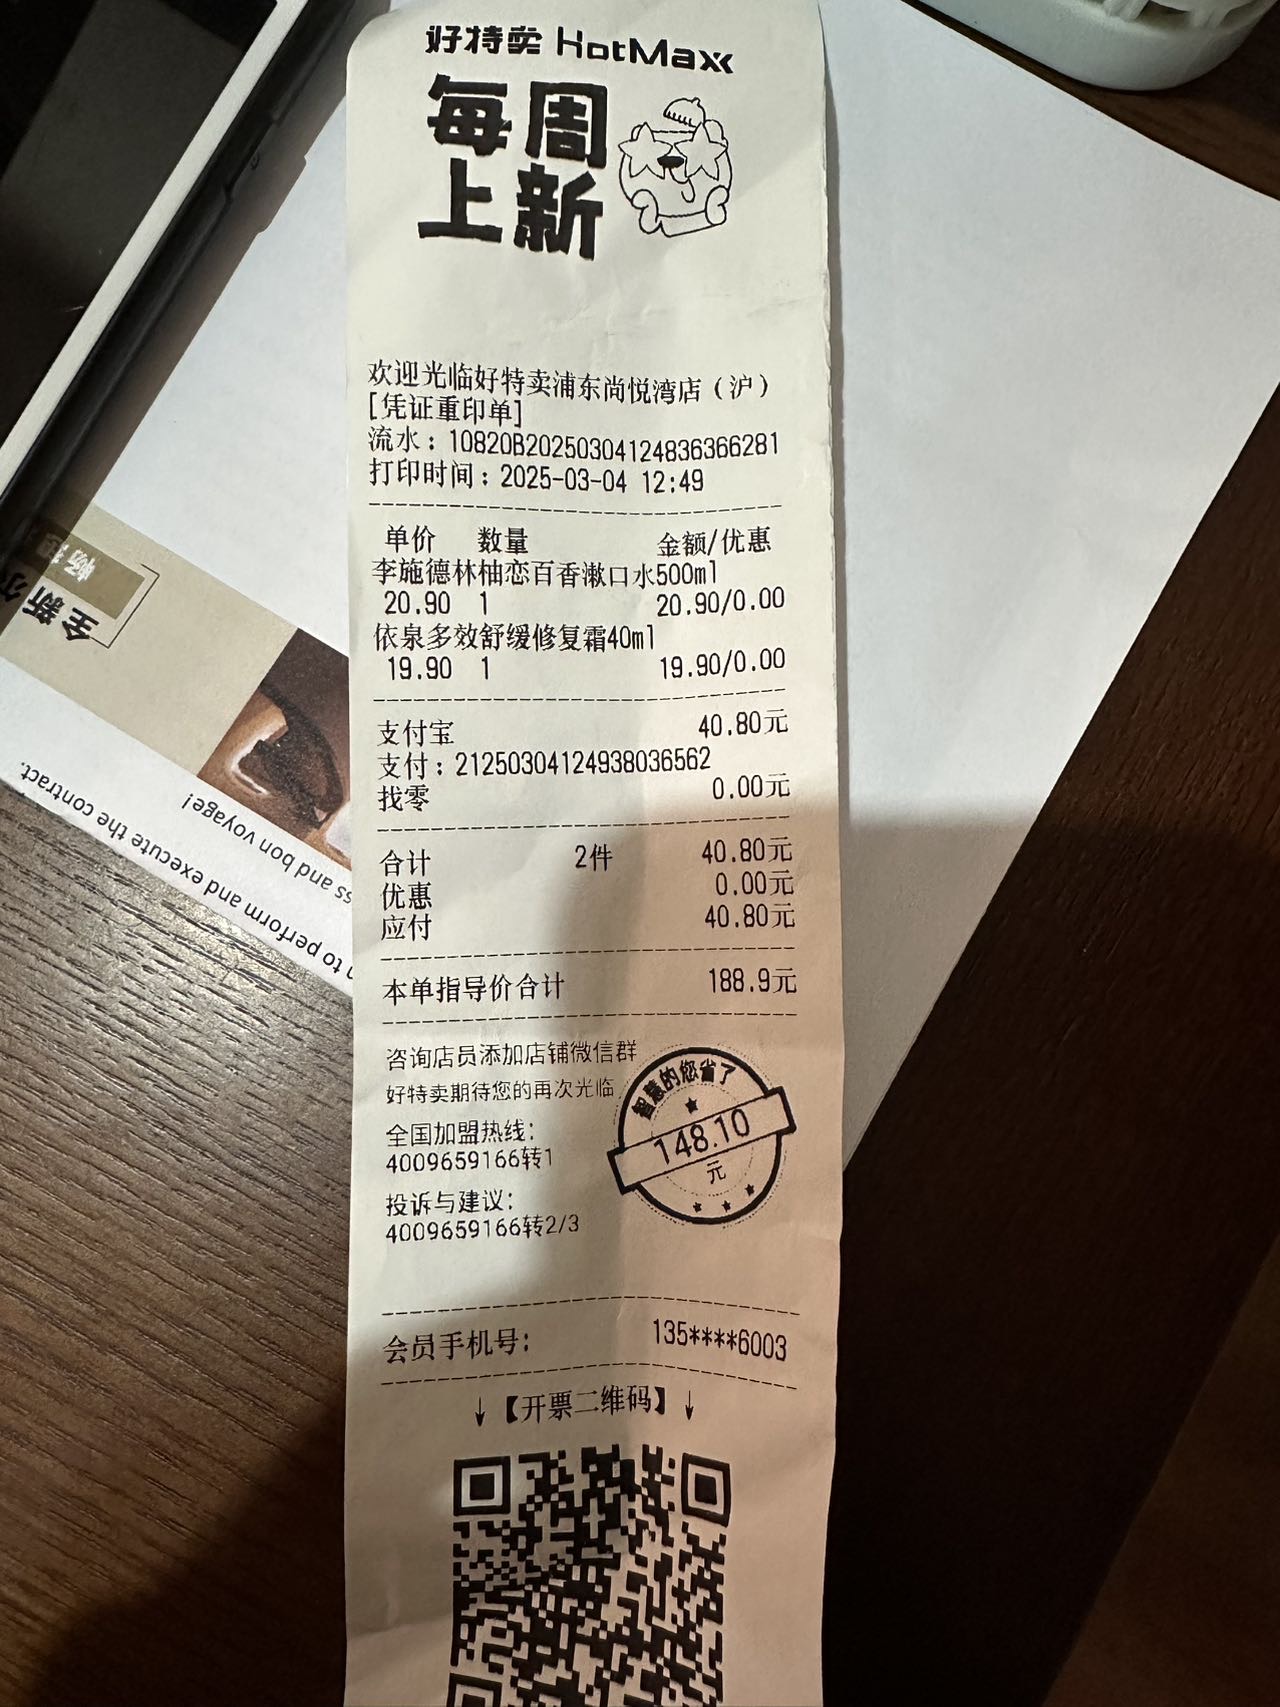 好特卖 HotMaxx
每周
上新
欢迎光临好特卖浦东尚悦湾店（沪）
[凭证重印单]
流水：10820B20250304124836366281
打印时间：2025-03-04 12:49
单价 数量 金额/优惠
李施德林柚恋百香漱口水500ml
20.90 1 20.90/0.00
依泉多效舒缓修复霜40ml
19.90 1 19.90/0.00
支付宝 40.80元
支付：21250304124938036562
找零 0.00元
合计 2件 40.80元
优惠 0.00元
应付 40.80元
本单指导价合计 188.9元
咨询店员添加店铺微信群
好特卖期待您的再次光临
全国加盟热线：
4009659166转1
投诉与建议：
4009659166转2/3
智慧的您省了
148.10
元
会员手机号： 135****6003
↓【开票二维码】↓
全新
畅
to perform and execute the contract.
ss and bon voyage!